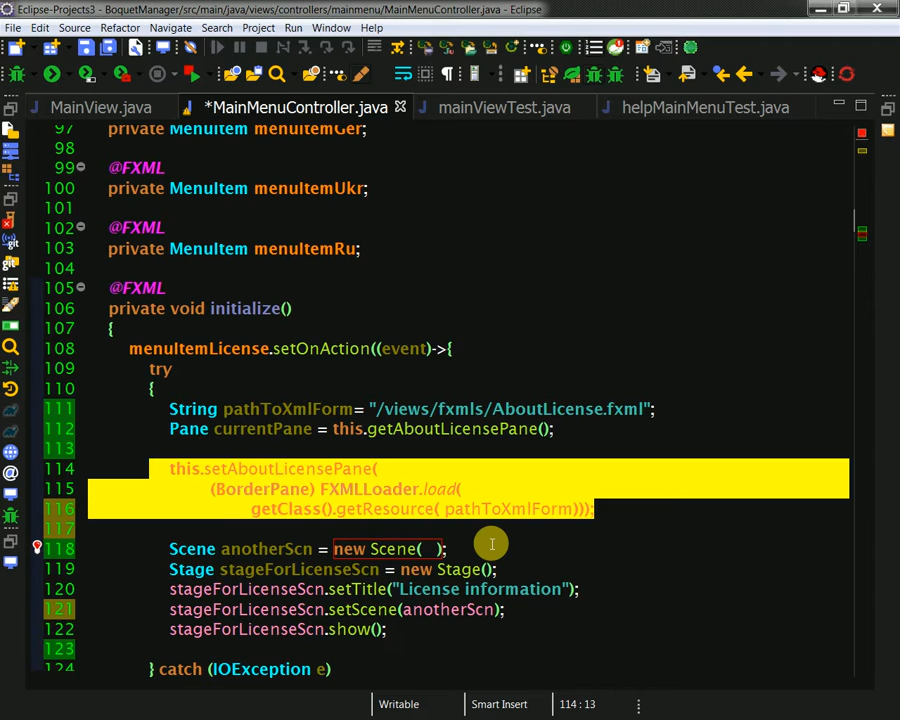 Eclipse-Projects3 - BoquetManager/src/main/java/views/controllers/mainmenu/MainMenuController.java - Eclipse
File Edit Source Refactor Navigate Search Project Run Window Help
MainView.java *MainMenuController.java mainViewTest.java helpMainMenuTest.java
97 private MenuItem menuItemGer;
98
99 @FXML
100 private MenuItem menuItemUkr;
101
102 @FXML
103 private MenuItem menuItemRu;
104
105 @FXML
106 private void initialize()
107 {
108 menuItemLicense.setOnAction((event)->{
109 try
110 {
111 String pathToXmlForm= "/views/fxmls/AboutLicense.fxml";
112 Pane currentPane = this.getAboutLicensePane();
113
114 this.setAboutLicensePane(
115 (BorderPane) FXMLLoader.load(
116 getClass().getResource( pathToXmlForm)));
117
118 Scene anotherScn = new Scene( );
119 Stage stageForLicenseScn = new Stage();
120 stageForLicenseScn.setTitle("License information");
121 stageForLicenseScn.setScene(anotherScn);
122 stageForLicenseScn.show();
123
124 } catch (IOException e)
Writable Smart Insert 114 : 13